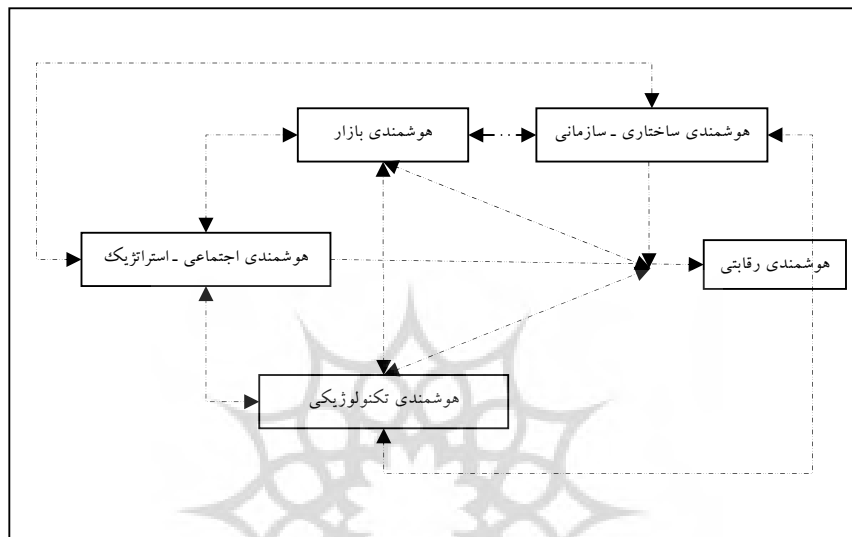 هوشمندی ساختاری ـ سازمانی
هوشمندی بازار
هوشمندی رقابتی
هوشمندی اجتماعی ـ استراتژیک
هوشمندی تکنولوژیکی